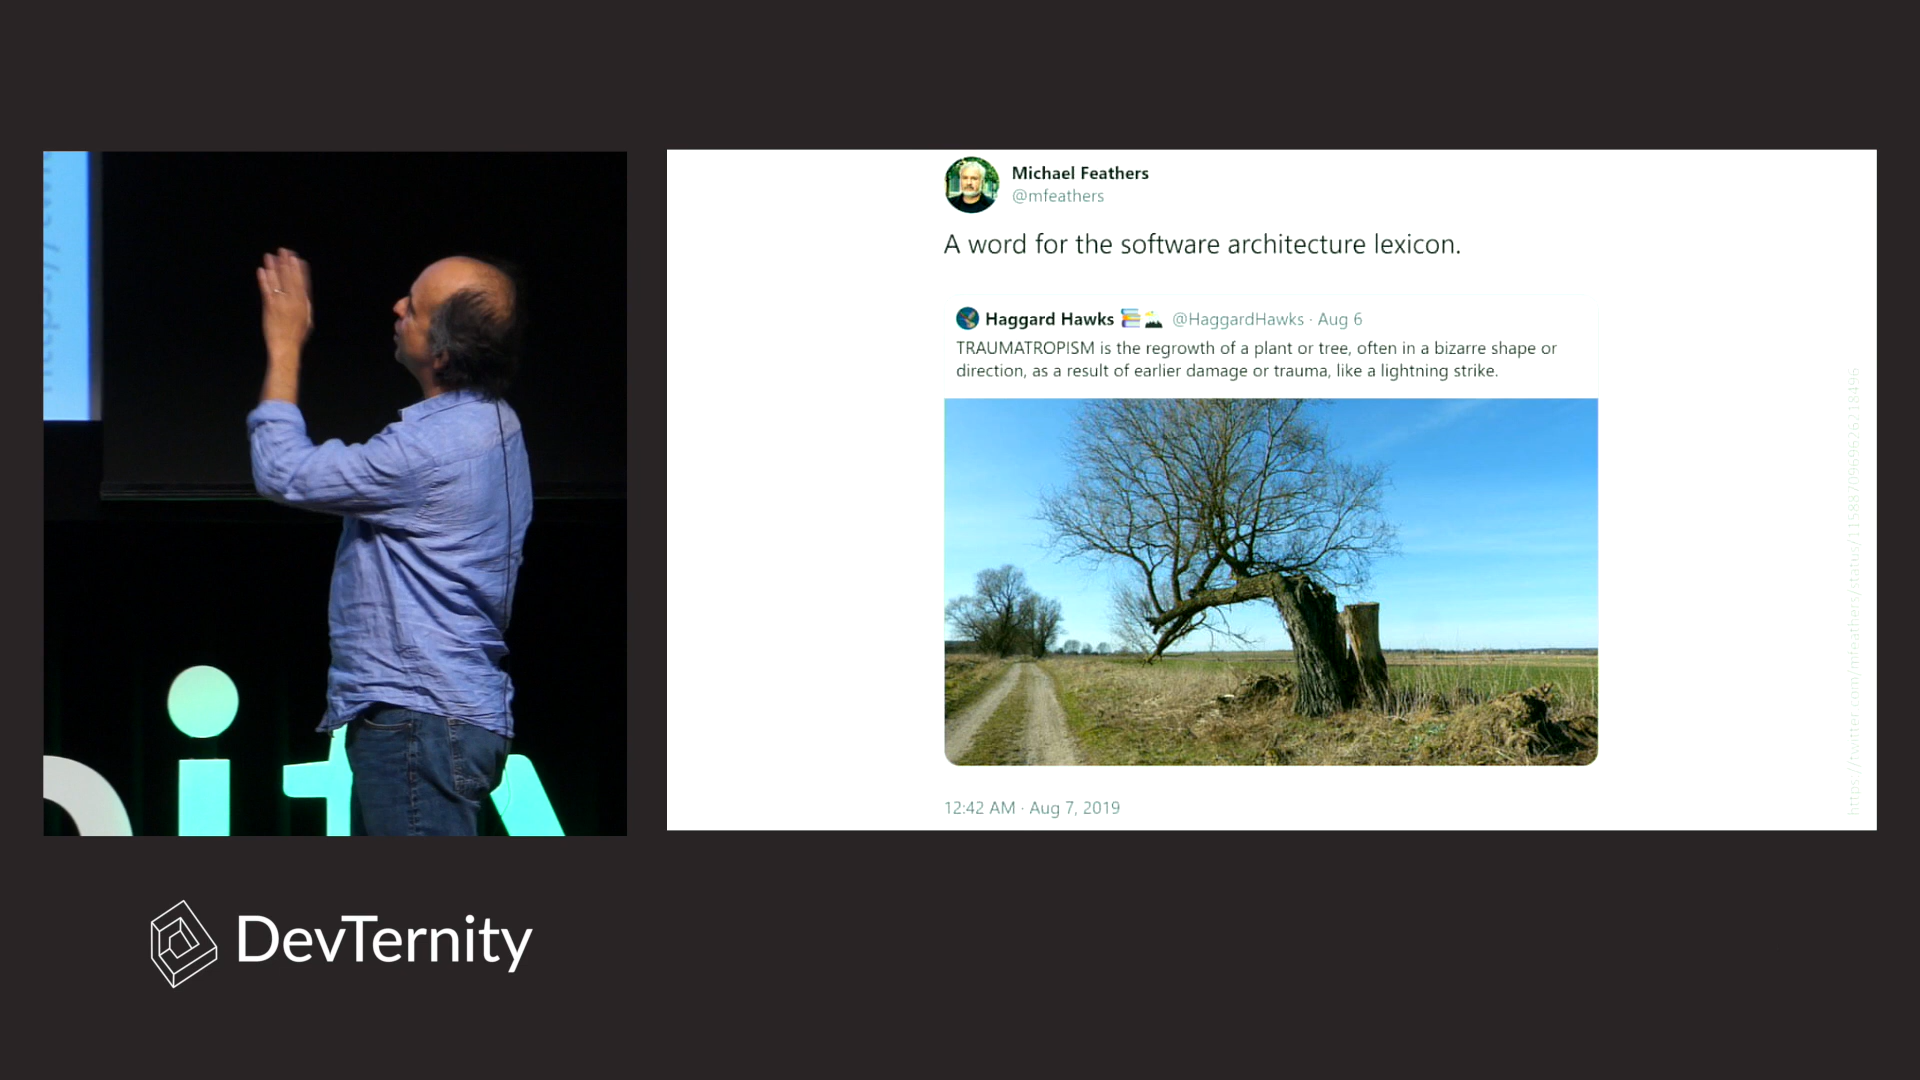 Michael Feathers
@mfeathers
A word for the software architecture lexicon.
Haggard Hawks @HaggardHawks · Aug 6
TRAUMATROPISM is the regrowth of a plant or tree, often in a bizarre shape or
direction, as a result of earlier damage or trauma, like a lightning strike.
12:42 AM · Aug 7, 2019
DevTernity